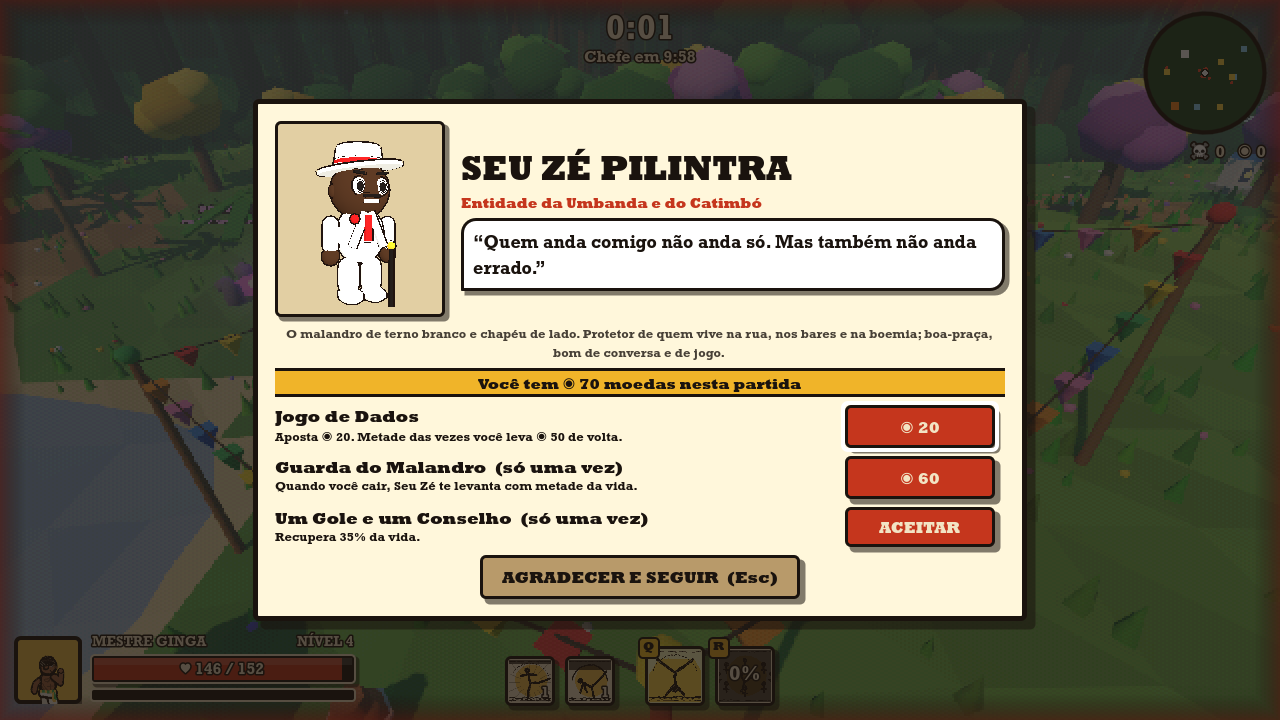 0:01
Chefe em 9:58
0 0
SEU ZÉ PILINTRA
Entidade da Umbanda e do Catimbó
“Quem anda comigo não anda só. Mas também não anda
errado.”
O malandro de terno branco e chapéu de lado. Protetor de quem vive na rua, nos bares e na boemia; boa-praça,
bom de conversa e de jogo.
Você tem ◉ 70 moedas nesta partida
Jogo de Dados
Aposta ◉ 20. Metade das vezes você leva ◉ 50 de volta.
◉ 20
Guarda do Malandro (só uma vez)
Quando você cair, Seu Zé te levanta com metade da vida.
◉ 60
Um Gole e um Conselho (só uma vez)
Recupera 35% da vida.
ACEITAR
AGRADECER E SEGUIR (Esc)
MESTRE GINGA NÍVEL 4
♥ 146 / 152
1 1
Q R
0%